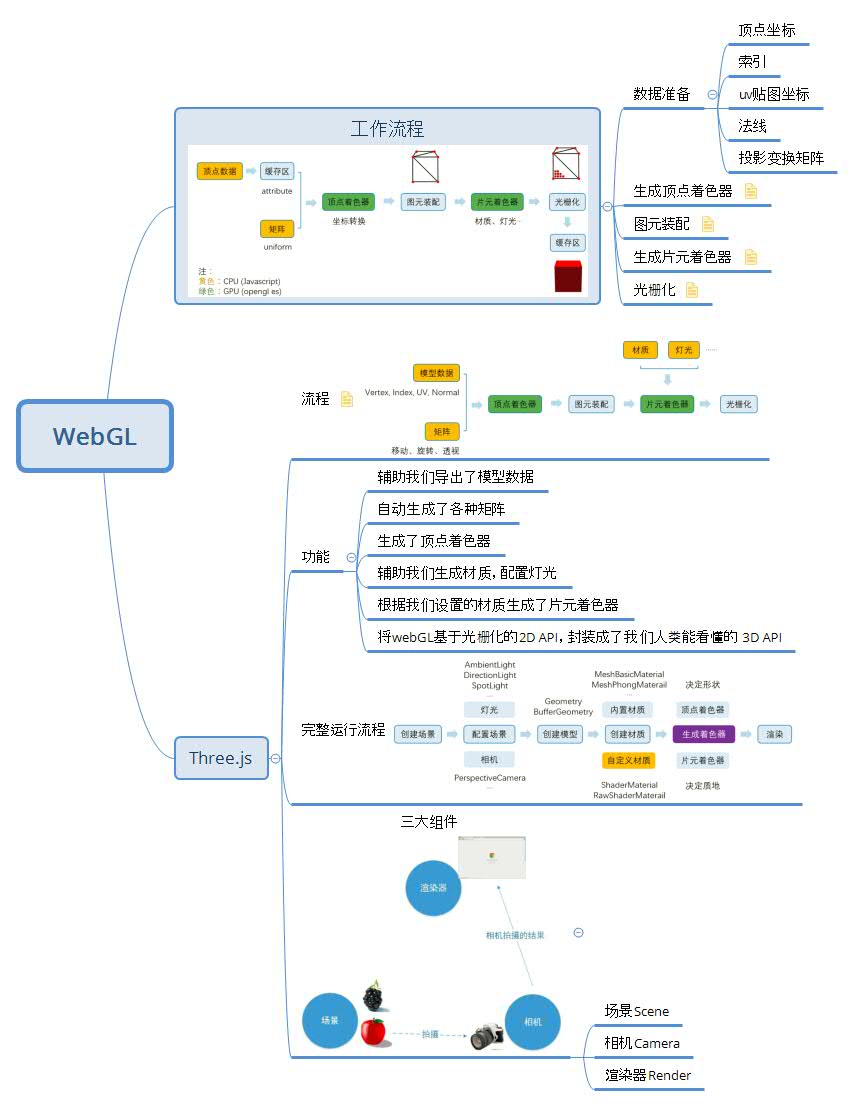 WebGL
工作流程
顶点数据
缓存区
attribute
矩阵
uniform
顶点着色器
坐标转换
图元装配
片元着色器
材质、灯光
光栅化
缓存区
注：
黄色：CPU (Javascript)
绿色：GPU (opengl es)
数据准备
顶点坐标
索引
uv贴图坐标
法线
投影变换矩阵
生成顶点着色器
图元装配
生成片元着色器
光栅化
Three.js
流程
模型数据
Vertex, Index, UV, Normal
矩阵
移动、旋转、透视
顶点着色器
图元装配
材质
灯光
......
片元着色器
光栅化
功能
辅助我们导出了模型数据
自动生成了各种矩阵
生成了顶点着色器
辅助我们生成材质，配置灯光
根据我们设置的材质生成了片元着色器
将webGL基于光栅化的2D API，封装成了我们人类能看懂的 3D API
完整运行流程
创建场景
AmbientLight
DirectionLight
SpotLight
...
灯光
配置场景
相机
PerspectiveCamera
...
Geometry
BufferGeometry
创建模型
MeshBasicMaterial
MeshPhongMaterail
...
内置材质
创建材质
自定义材质
ShaderMaterial
RawShaderMaterail
决定形状
顶点着色器
生成着色器
片元着色器
决定质地
渲染
三大组件
渲染器
相机拍摄的结果
场景
拍摄
相机
场景Scene
相机Camera
渲染器Render